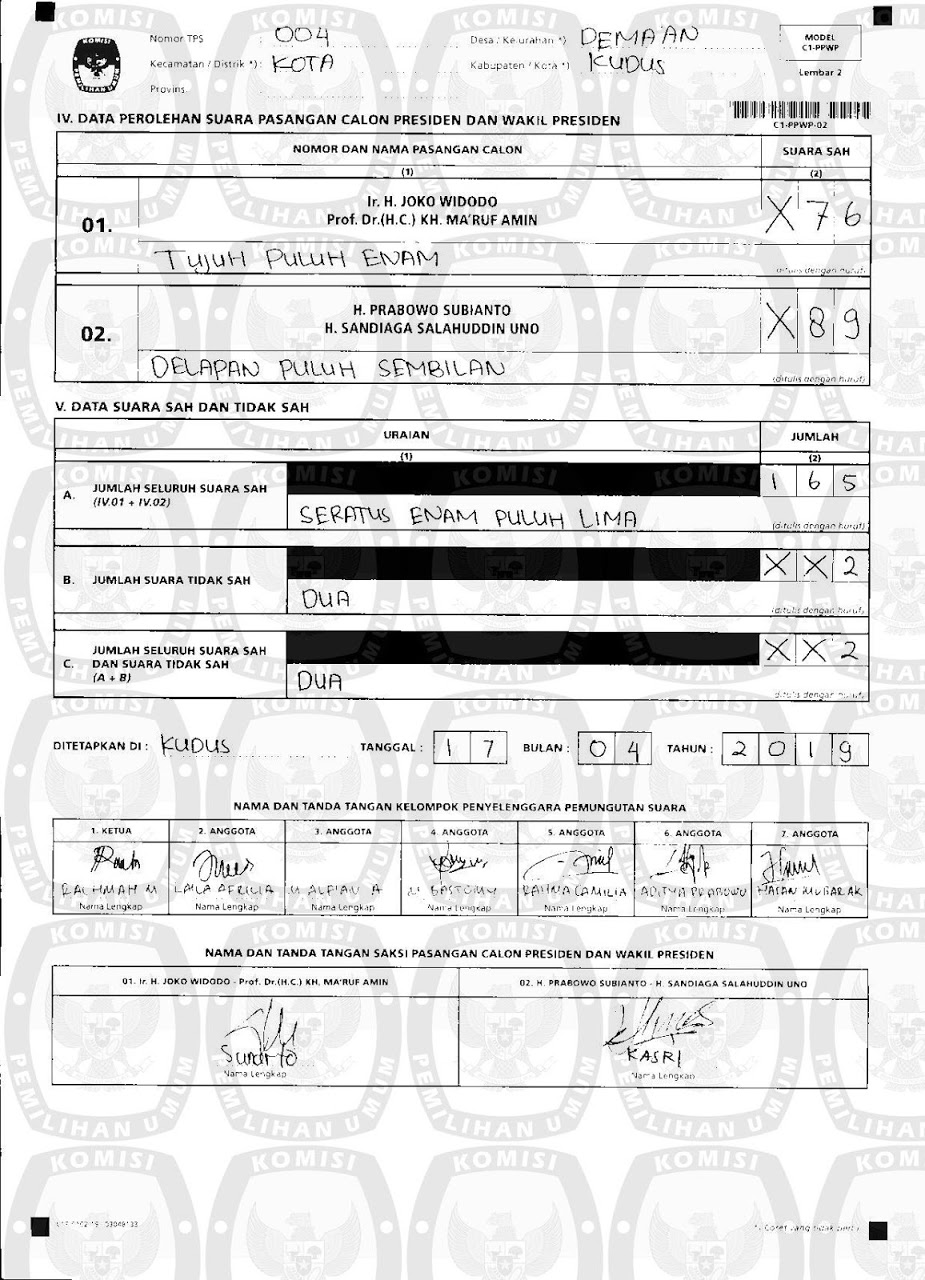 Nomor TPS : 004
Desa / Kelurahan *) : DEMA'AN
MODEL
C1-PPWP
Kecamatan / Distrik *) : KOTA
Kabupaten / Kota *) : KUDUS
Lembar 2
Provinsi
IV. DATA PEROLEHAN SUARA PASANGAN CALON PRESIDEN DAN WAKIL PRESIDEN
C1-PPWP-02
NOMOR DAN NAMA PASANGAN CALON
SUARA SAH
(1)
(2)
01.
Ir. H. JOKO WIDODO
Prof. Dr.(H.C.) KH. MA'RUF AMIN
X 7 6
TUJUH PULUH ENAM
(ditulis dengan huruf)
02.
H. PRABOWO SUBIANTO
H. SANDIAGA SALAHUDDIN UNO
X 8 9
DELAPAN PULUH SEMBILAN
(ditulis dengan huruf)
V. DATA SUARA SAH DAN TIDAK SAH
URAIAN
JUMLAH
(1)
(2)
A. JUMLAH SELURUH SUARA SAH
(IV.01 + IV.02)
1 6 5
SERATUS ENAM PULUH LIMA
(ditulis dengan huruf)
B. JUMLAH SUARA TIDAK SAH
X X 2
DUA
(ditulis dengan huruf)
C. JUMLAH SELURUH SUARA SAH
DAN SUARA TIDAK SAH
(A + B)
X X 2
DUA
(ditulis dengan huruf)
DITETAPKAN DI : KUDUS TANGGAL : 1 7 BULAN : 0 4 TAHUN : 2 0 1 9
NAMA DAN TANDA TANGAN KELOMPOK PENYELENGGARA PEMUNGUTAN SUARA
1. KETUA 2. ANGGOTA 3. ANGGOTA 4. ANGGOTA 5. ANGGOTA 6. ANGGOTA 7. ANGGOTA
RACHMAH M LAILA AFRILIA M ALFIAN A M BASTOMY RAHNA CAMILIA ADITYA PRABOWO HASAN MUBARAK
Nama Lengkap Nama Lengkap Nama Lengkap Nama Lengkap Nama Lengkap Nama Lengkap Nama Lengkap
NAMA DAN TANDA TANGAN SAKSI PASANGAN CALON PRESIDEN DAN WAKIL PRESIDEN
01. Ir. H. JOKO WIDODO - Prof. Dr.(H.C.) KH. MA'RUF AMIN
02. H. PRABOWO SUBIANTO - H. SANDIAGA SALAHUDDIN UNO
Sunarto
KASRI
Nama Lengkap
Nama Lengkap
*) Coret yang tidak perlu